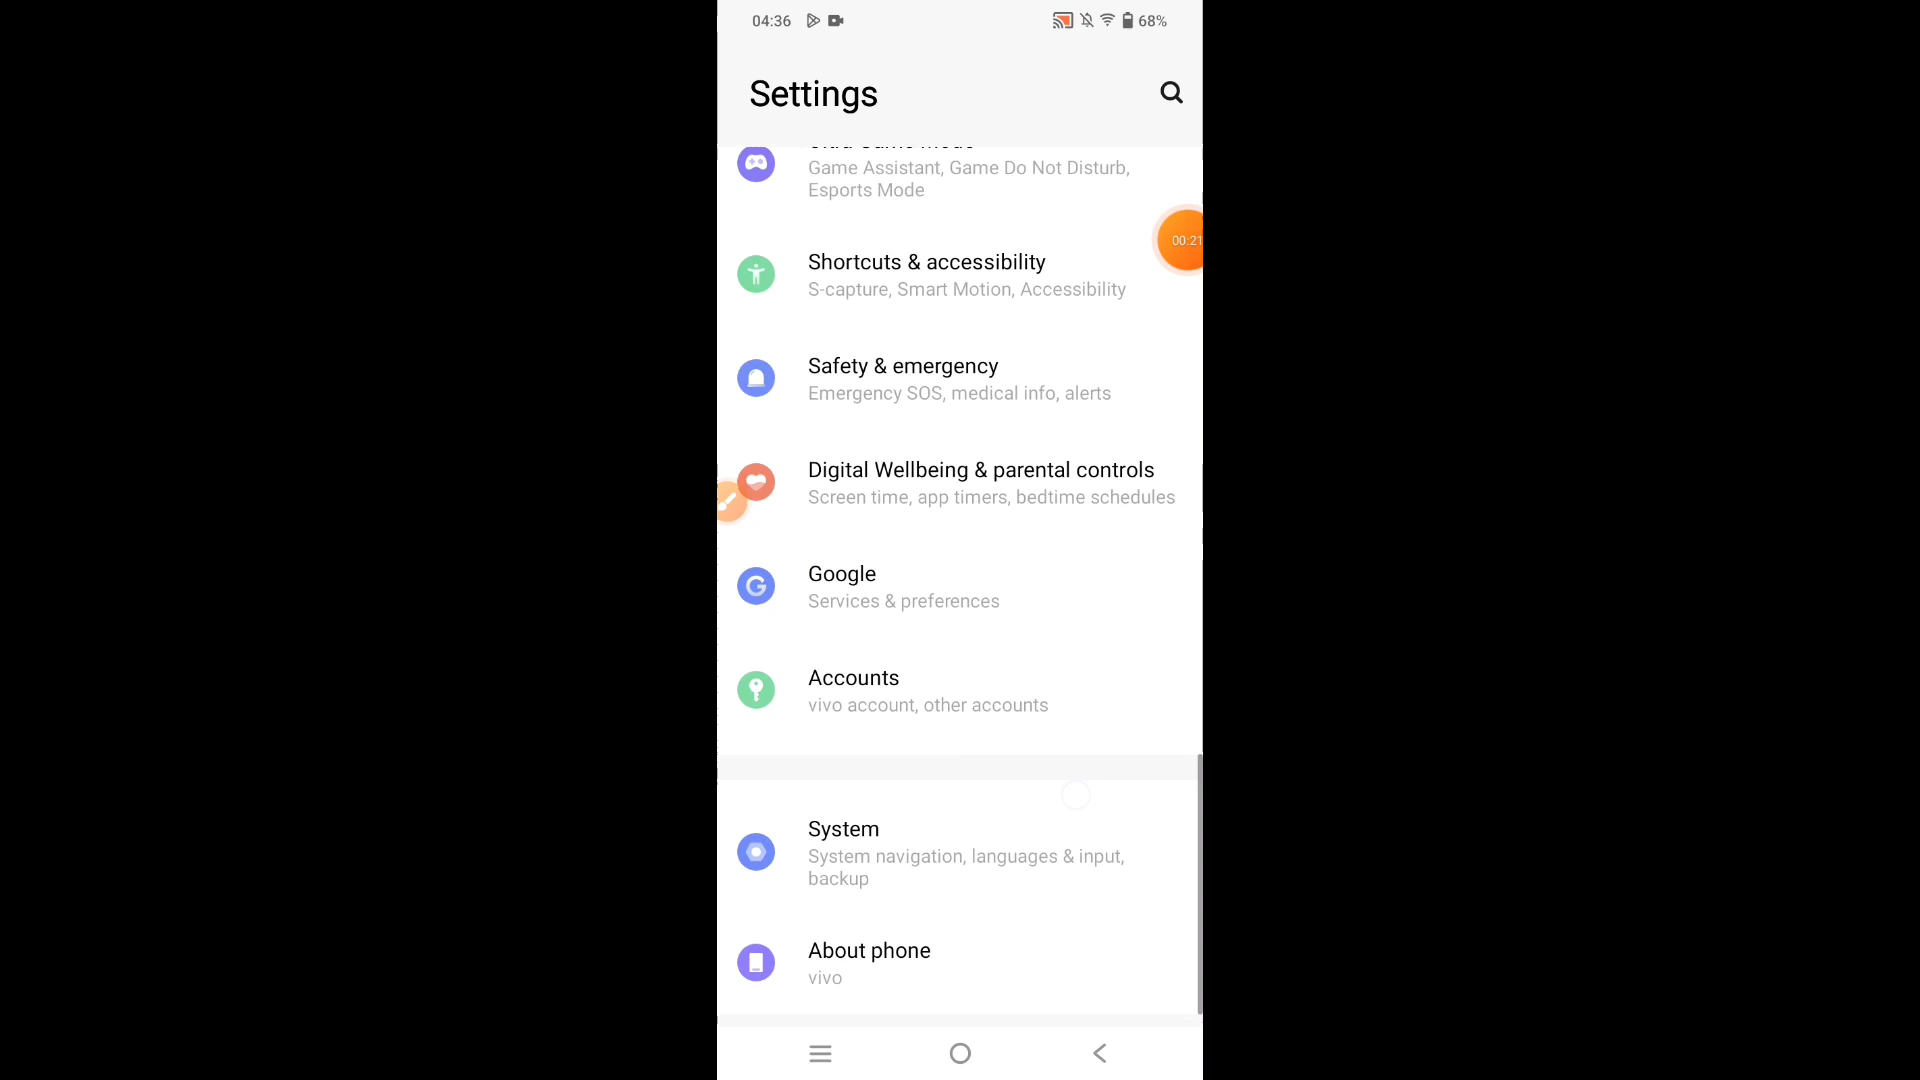 04:36
68%
Settings
Game Assistant, Game Do Not Disturb,
Esports Mode
00:21
Shortcuts & accessibility
S-capture, Smart Motion, Accessibility
Safety & emergency
Emergency SOS, medical info, alerts
Digital Wellbeing & parental controls
Screen time, app timers, bedtime schedules
Google
Services & preferences
Accounts
vivo account, other accounts
System
System navigation, languages & input,
backup
About phone
vivo